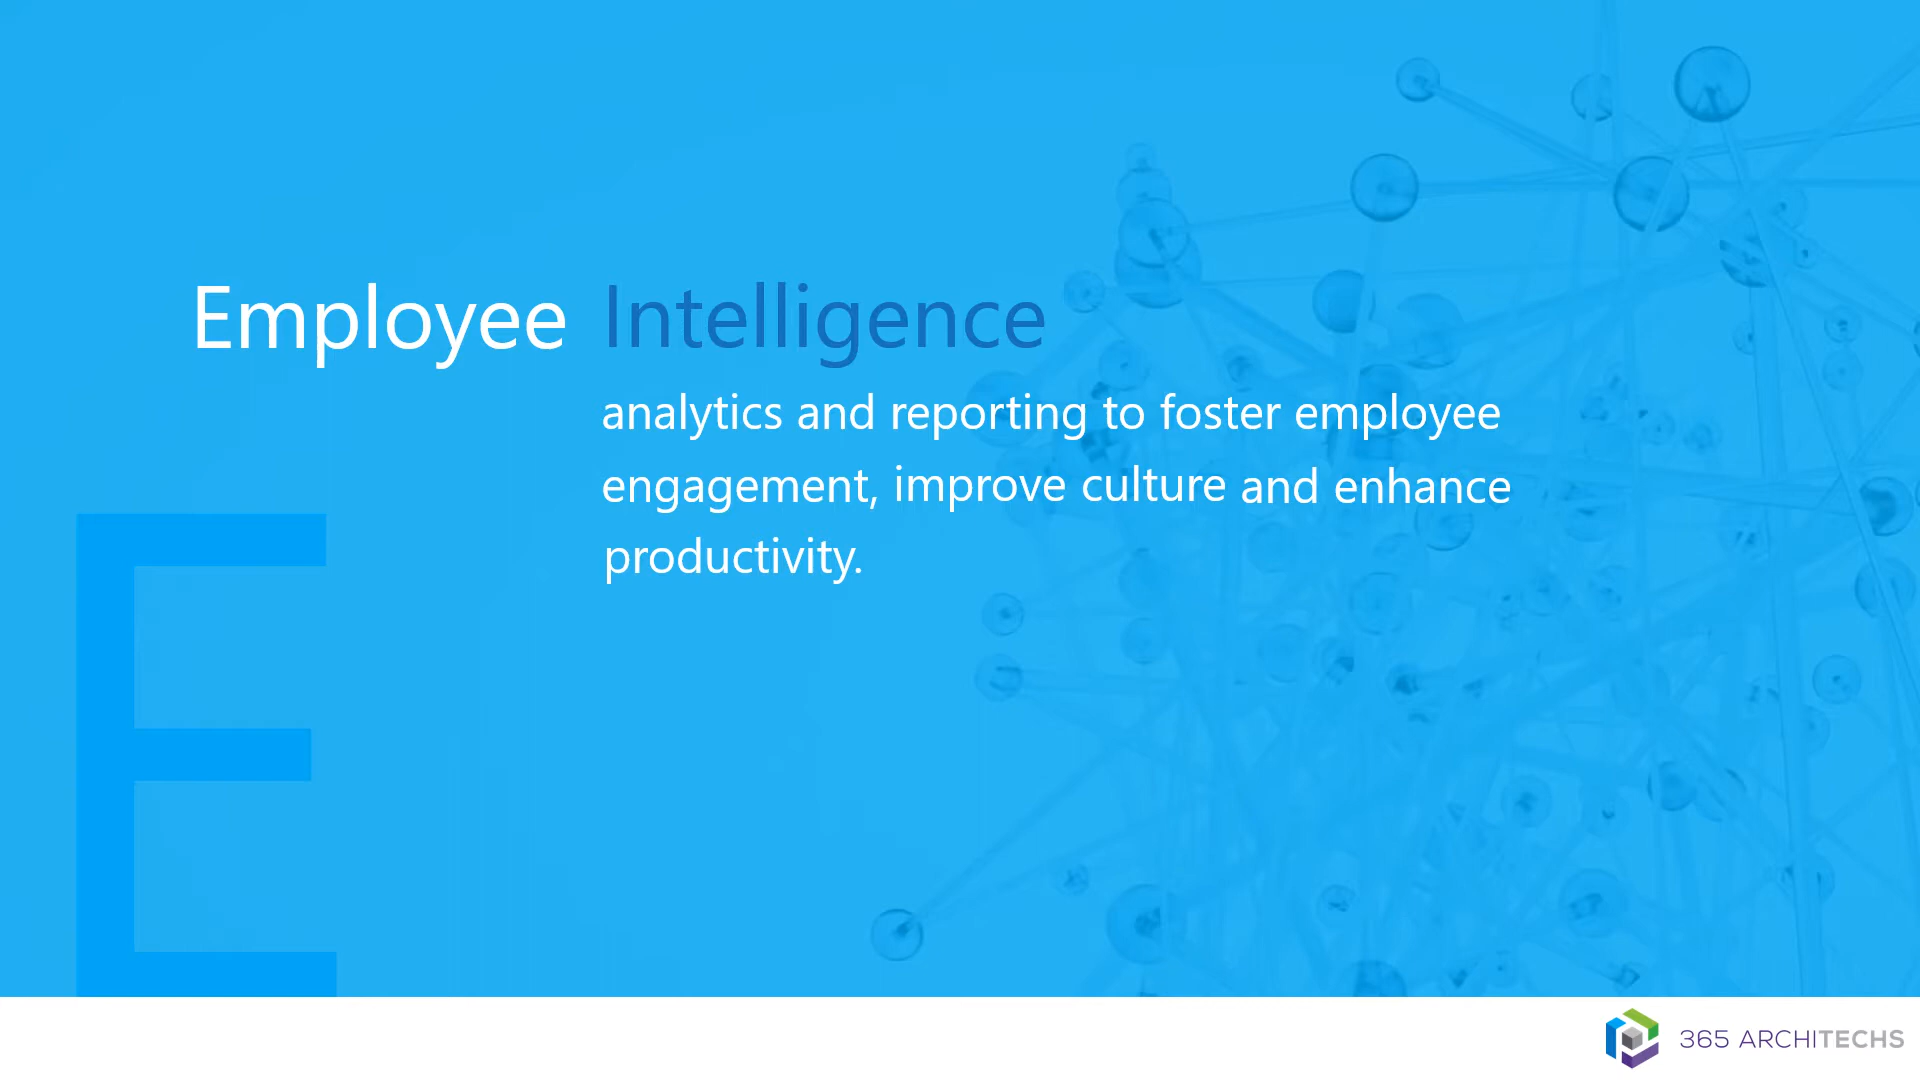 Employee Intelligence
analytics and reporting to foster employee
engagement, improve culture and enhance
productivity.
E
365 ARCHITECHS